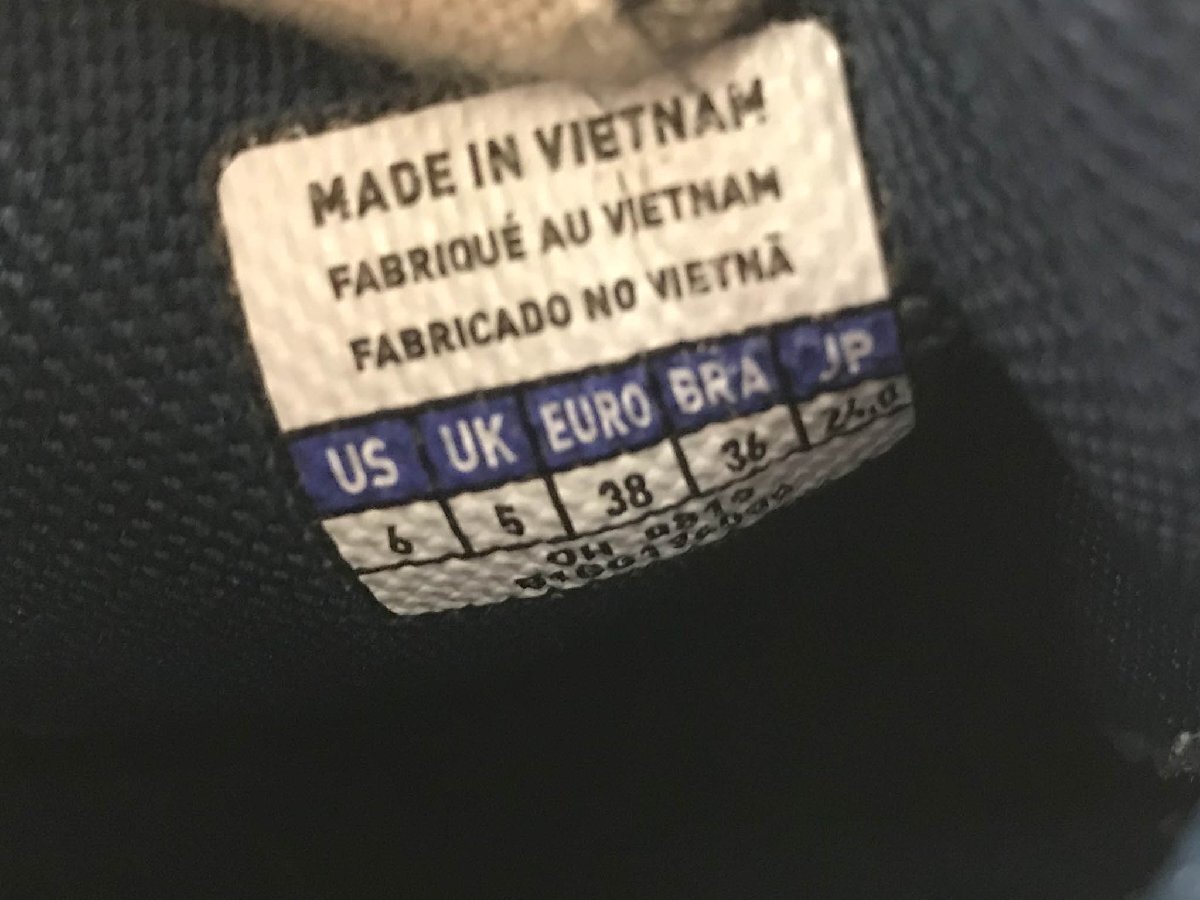 MADE IN VIETNAM
FABRIQUÉ AU VIETNAM
FABRICADO NO VIETNÃ
US UK EURO BRA JP
6 5 38 36 24.0